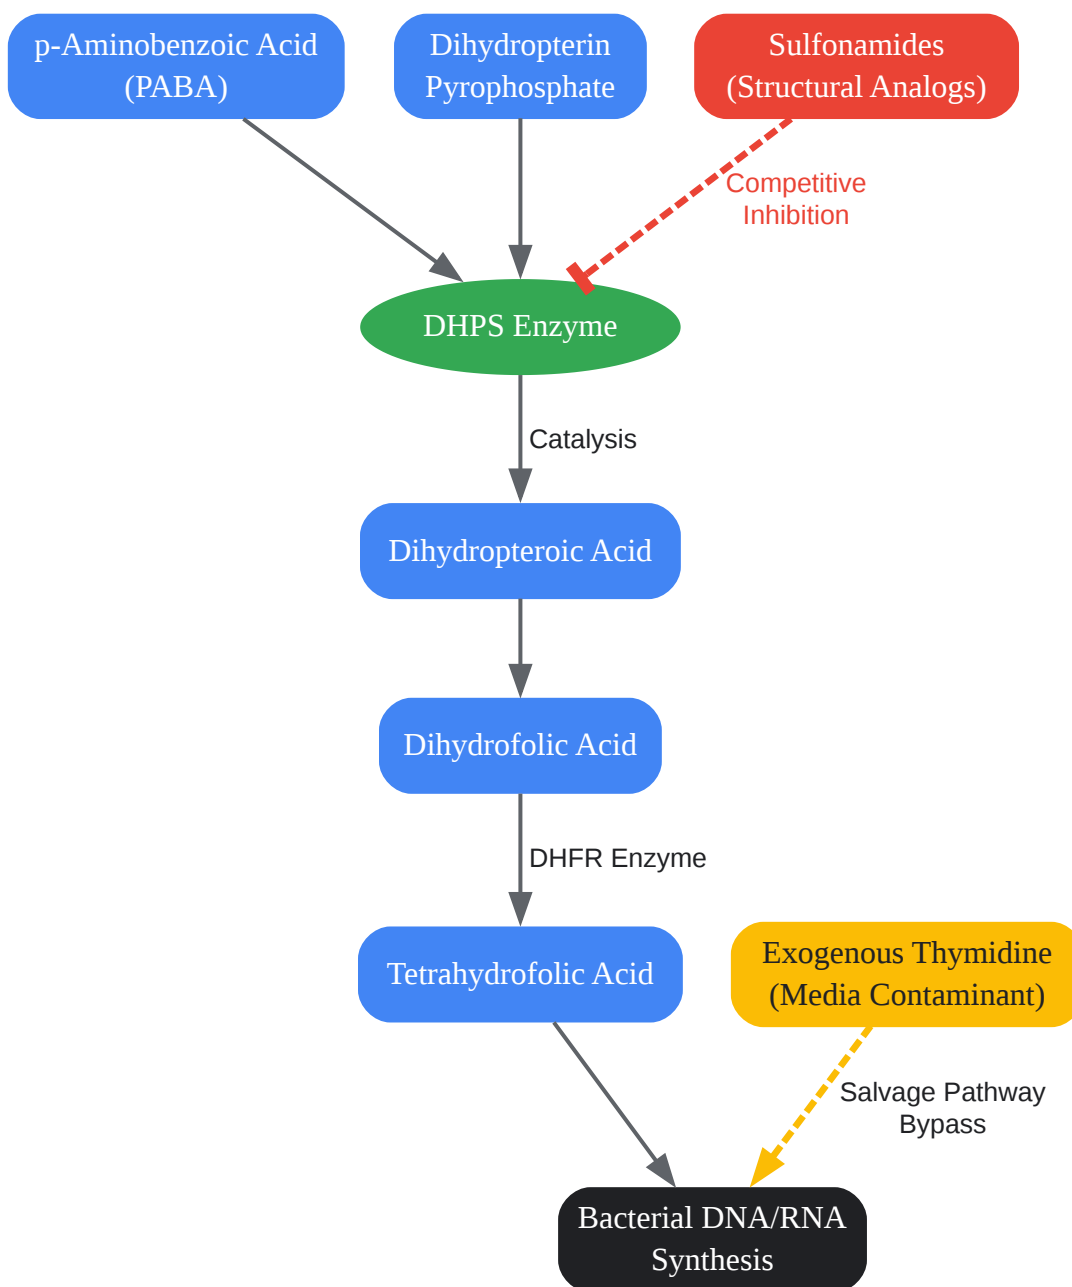 p-Aminobenzoic Acid
(PABA)
Dihydropterin
Pyrophosphate
Sulfonamides
(Structural Analogs)
Competitive
Inhibition
DHPS Enzyme
Catalysis
Dihydropteroic Acid
Dihydrofolic Acid
DHFR Enzyme
Tetrahydrofolic Acid
Exogenous Thymidine
(Media Contaminant)
Salvage Pathway
Bypass
Bacterial DNA/RNA
Synthesis